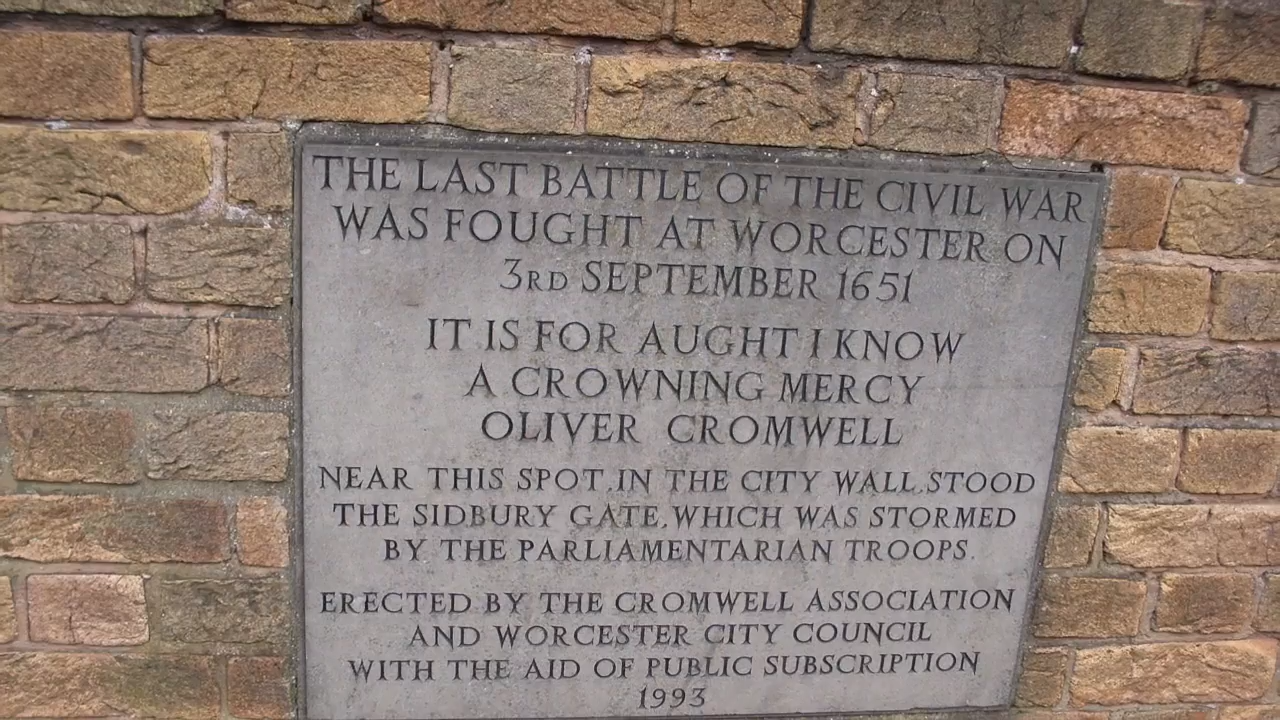 THE LAST BATTLE OF THE CIVIL WAR
WAS FOUGHT AT WORCESTER ON
3RD SEPTEMBER 1651
IT IS FOR AUGHT I KNOW
A CROWNING MERCY
OLIVER CROMWELL
NEAR THIS SPOT, IN THE CITY WALL, STOOD
THE SIDBURY GATE, WHICH WAS STORMED
BY THE PARLIAMENTARIAN TROOPS.
ERECTED BY THE CROMWELL ASSOCIATION
AND WORCESTER CITY COUNCIL
WITH THE AID OF PUBLIC SUBSCRIPTION
1993